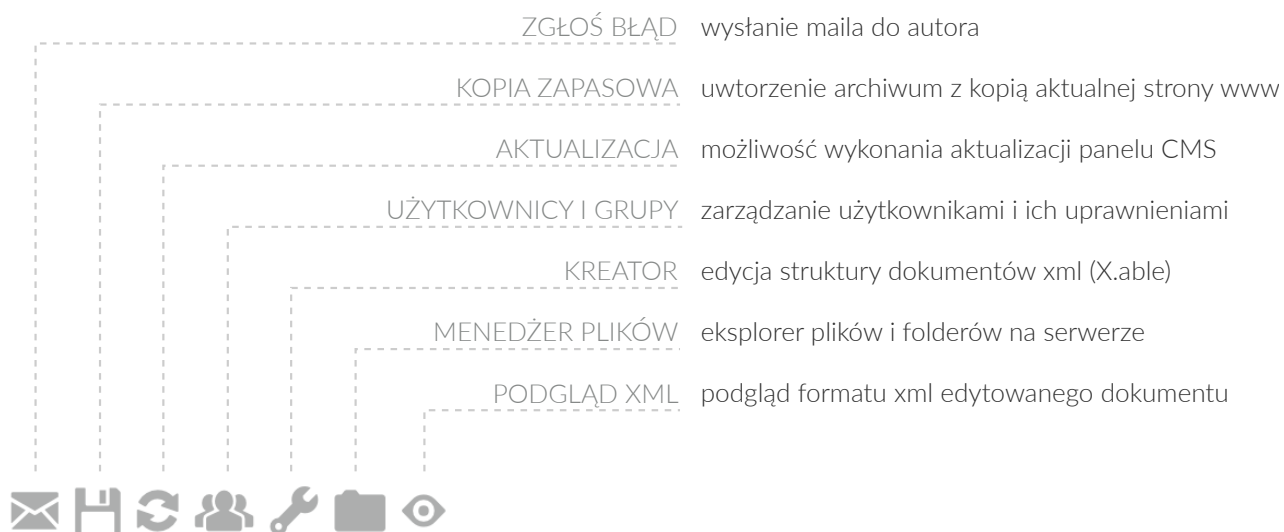 ZGŁOŚ BŁĄD wysłanie maila do autora
KOPIA ZAPASOWA uwtorzenie archiwum z kopią aktualnej strony www
AKTUALIZACJA możliwość wykonania aktualizacji panelu CMS
UŻYTKOWNICY I GRUPY zarządzanie użytkownikami i ich uprawnieniami
KREATOR edycja struktury dokumentów xml (X.able)
MENEDŻER PLIKÓW eksplorer plików i folderów na serwerze
PODGLĄD XML podgląd formatu xml edytowanego dokumentu